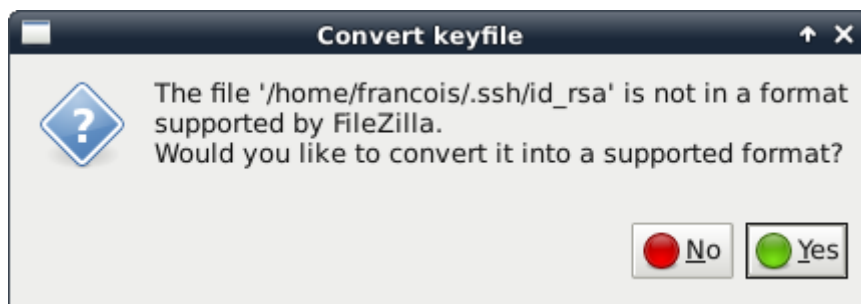 Convert keyfile
The file '/home/francois/.ssh/id_rsa' is not in a format
supported by FileZilla.
Would you like to convert it into a supported format?
No
Yes